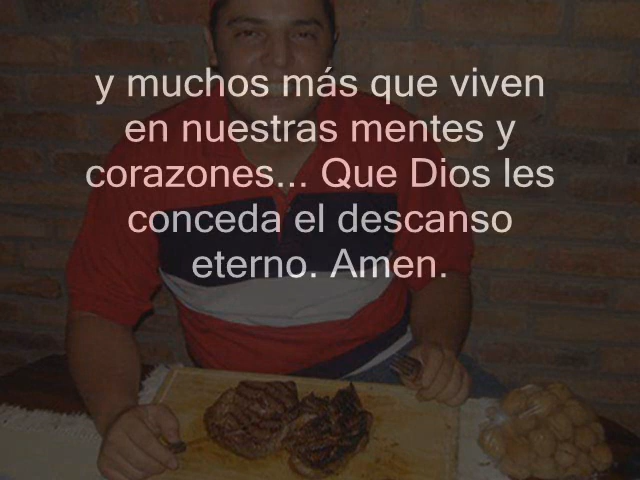 y muchos más que viven
en nuestras mentes y
corazones... Que Dios les
conceda el descanso
eterno. Amen.